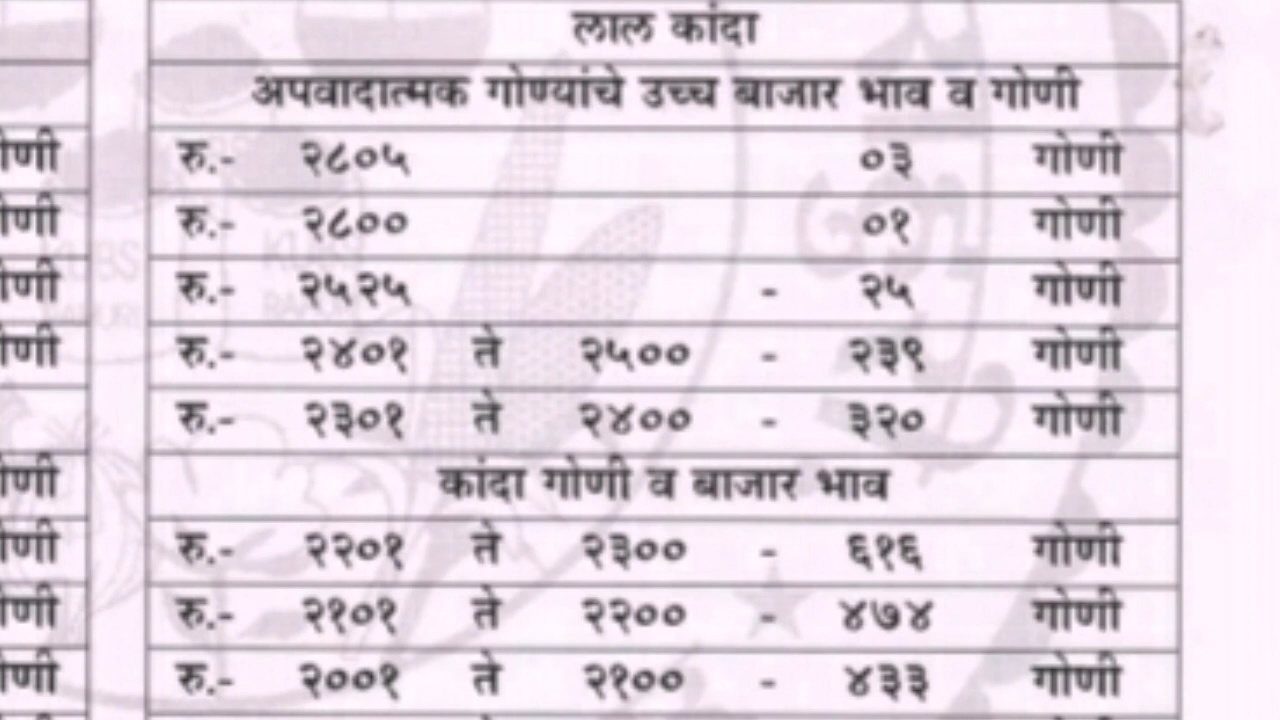 लाल कांदा
अपवादात्मक गोण्यांचे उच्च बाजार भाव व गोणी
रु.- २८०५ ०३ गोणी
रु.- २८०० ०१ गोणी
रु.- २५२५ - २५ गोणी
रु.- २४०१ ते २५०० - २३९ गोणी
रु.- २३०१ ते २४०० - ३२० गोणी
कांदा गोणी व बाजार भाव
रु.- २२०१ ते २३०० - ६१६ गोणी
रु.- २१०१ ते २२०० - ४७४ गोणी
रु.- २००१ ते २१०० - ४३३ गोणी